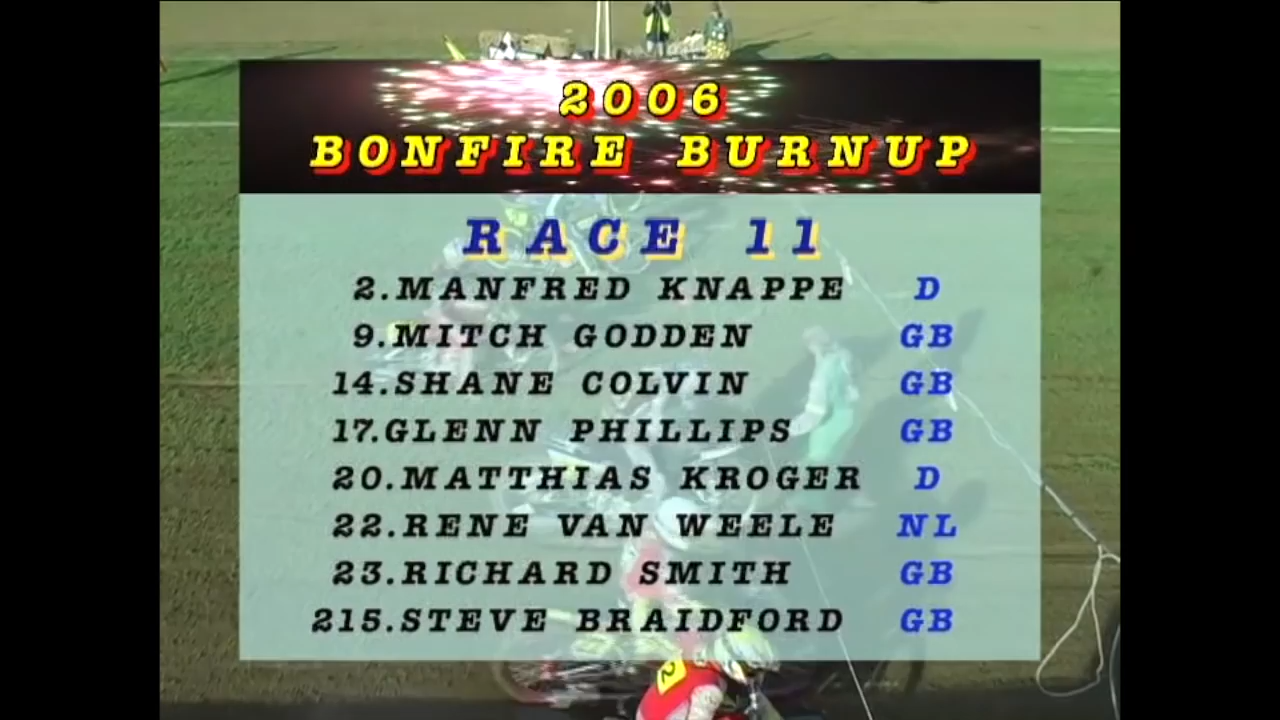 2006
BONFIRE BURNUP
RACE 11
2.MANFRED KNAPPE D
9.MITCH GODDEN GB
14.SHANE COLVIN GB
17.GLENN PHILLIPS GB
20.MATTHIAS KROGER D
22.RENE VAN WEELE NL
23.RICHARD SMITH GB
215.STEVE BRAIDFORD GB
2